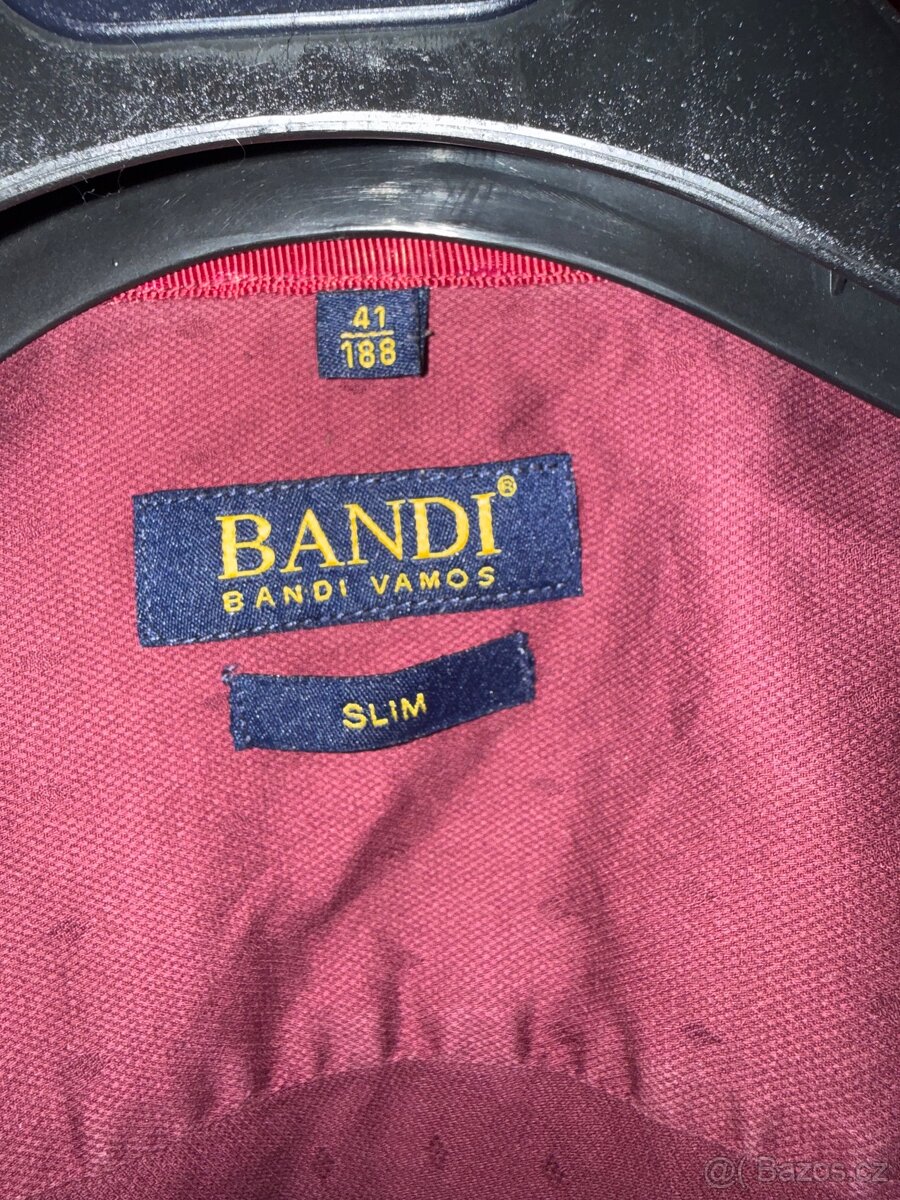 41
188
BANDI®
BANDI VAMOS
SLIM
@( Bazos.cz